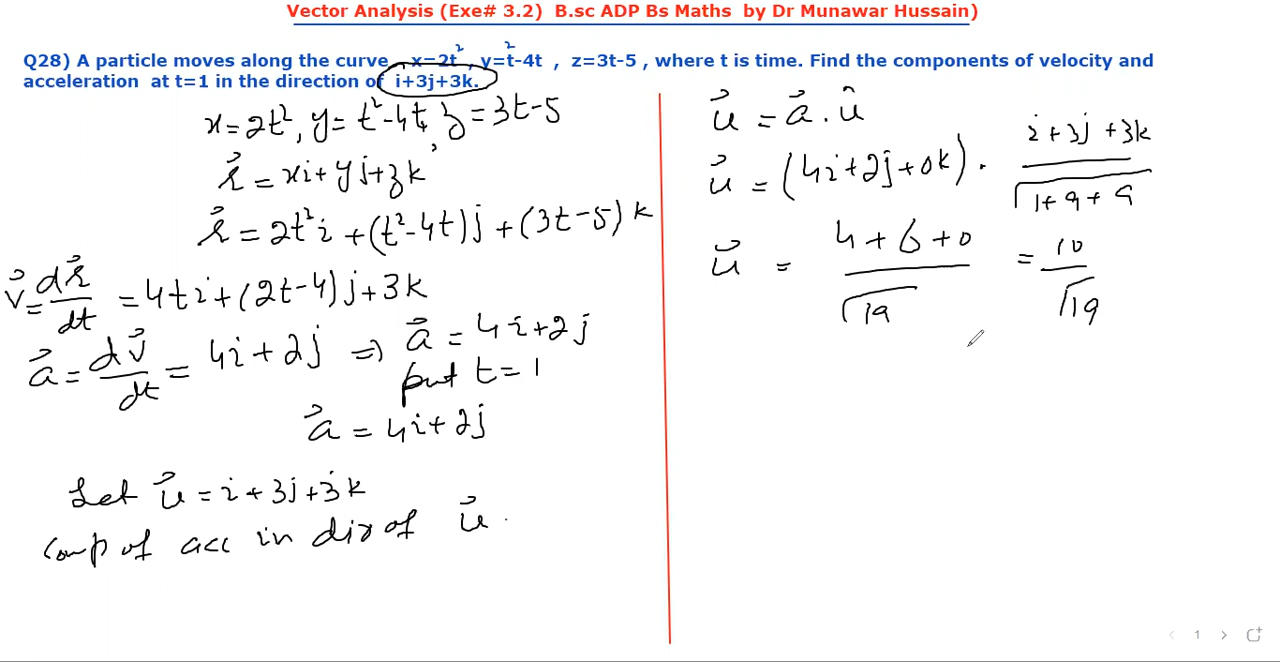 Vector Analysis (Exe# 3.2) B.sc ADP Bs Maths by Dr Munawar Hussain)
Q28) A particle moves along the curve , x=2t², y=t²-4t , z=3t-5 , where t is time. Find the components of velocity and
acceleration at t=1 in the direction of i+3j+3k.
x=2t², y= t²-4t, z=3t-5
r⃗ = xi+yj+zk
r⃗ = 2t²i+(t²-4t)j+(3t-5)k
v⃗ = dr⃗/dt = 4ti+(2t-4)j+3k
a⃗ = dv⃗/dt = 4i+2j ⇒ a⃗ = 4i+2j
put t=1
a⃗ = 4i+2j
Let u⃗ = i+3j+3k
Comp of acc in dir of u⃗.
u⃗ = a⃗ . û
u⃗ = (4i+2j+0k) . i+3j+3k/√1+9+9
u⃗ = 4+6+0/√19 = 10/√19
1